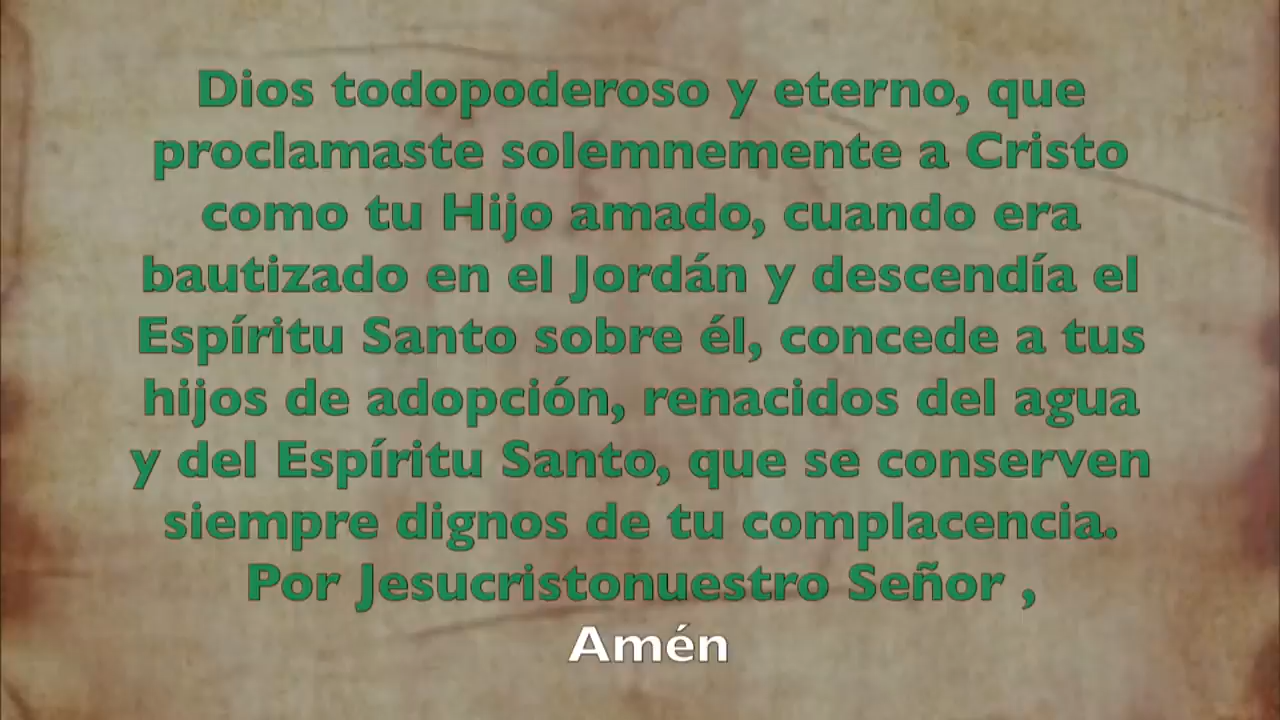 Dios todopoderoso y eterno, que
proclamaste solemnemente a Cristo
como tu Hijo amado, cuando era
bautizado en el Jordán y descendía el
Espíritu Santo sobre él, concede a tus
hijos de adopción, renacidos del agua
y del Espíritu Santo, que se conserven
siempre dignos de tu complacencia.
Por Jesucristonuestro Señor ,
Amén